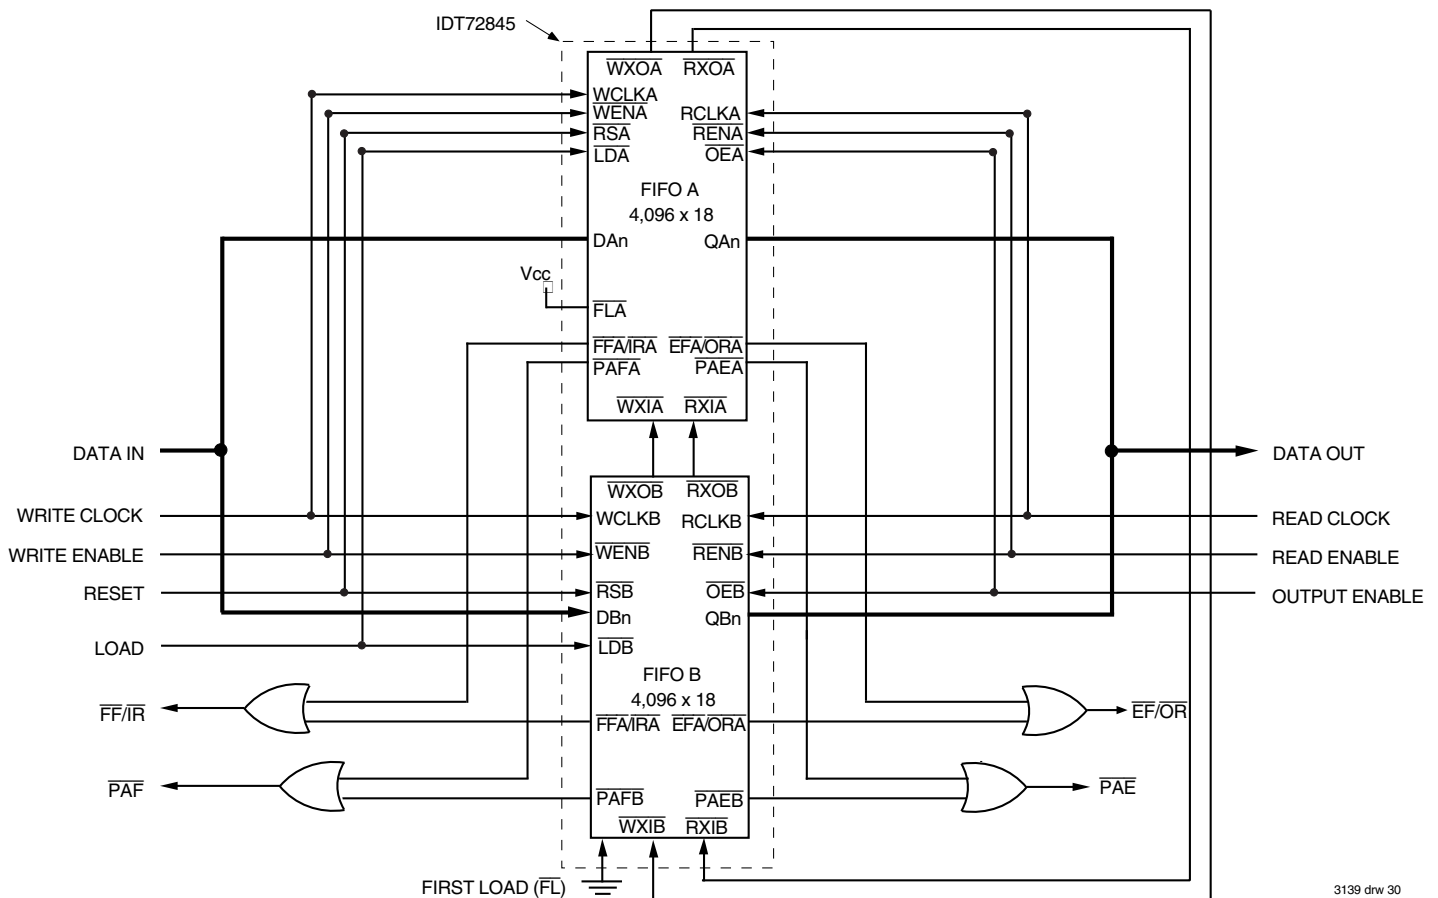 IDT72845
WXOA RXOA
WCLKA
WENA RCLKA
RSA RENA
LDA OEA
FIFO A
4,096 x 18
DAn QAn
Vcc
FLA
FFA/IRA EFA/ORA
PAFA PAEA
WXIA RXIA
DATA IN DATA OUT
WXOB RXOB
WRITE CLOCK WCLKB RCLKB READ CLOCK
WRITE ENABLE WENB RENB READ ENABLE
RESET RSB OEB OUTPUT ENABLE
DBn QBn
LOAD LDB
FIFO B
4,096 x 18
FF/IR FFA/IRA EFA/ORA EF/OR
PAF PAFB PAEB PAE
WXIB RXIB
FIRST LOAD (FL)
3139 drw 30